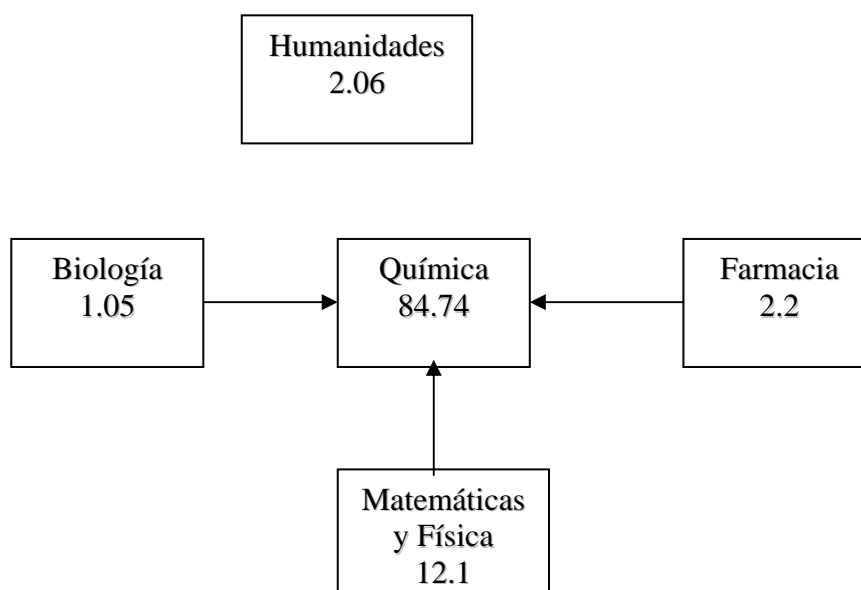 Humanidades
2.06
Biología
1.05
Química
84.74
Farmacia
2.2
Matemáticas
y Física
12.1